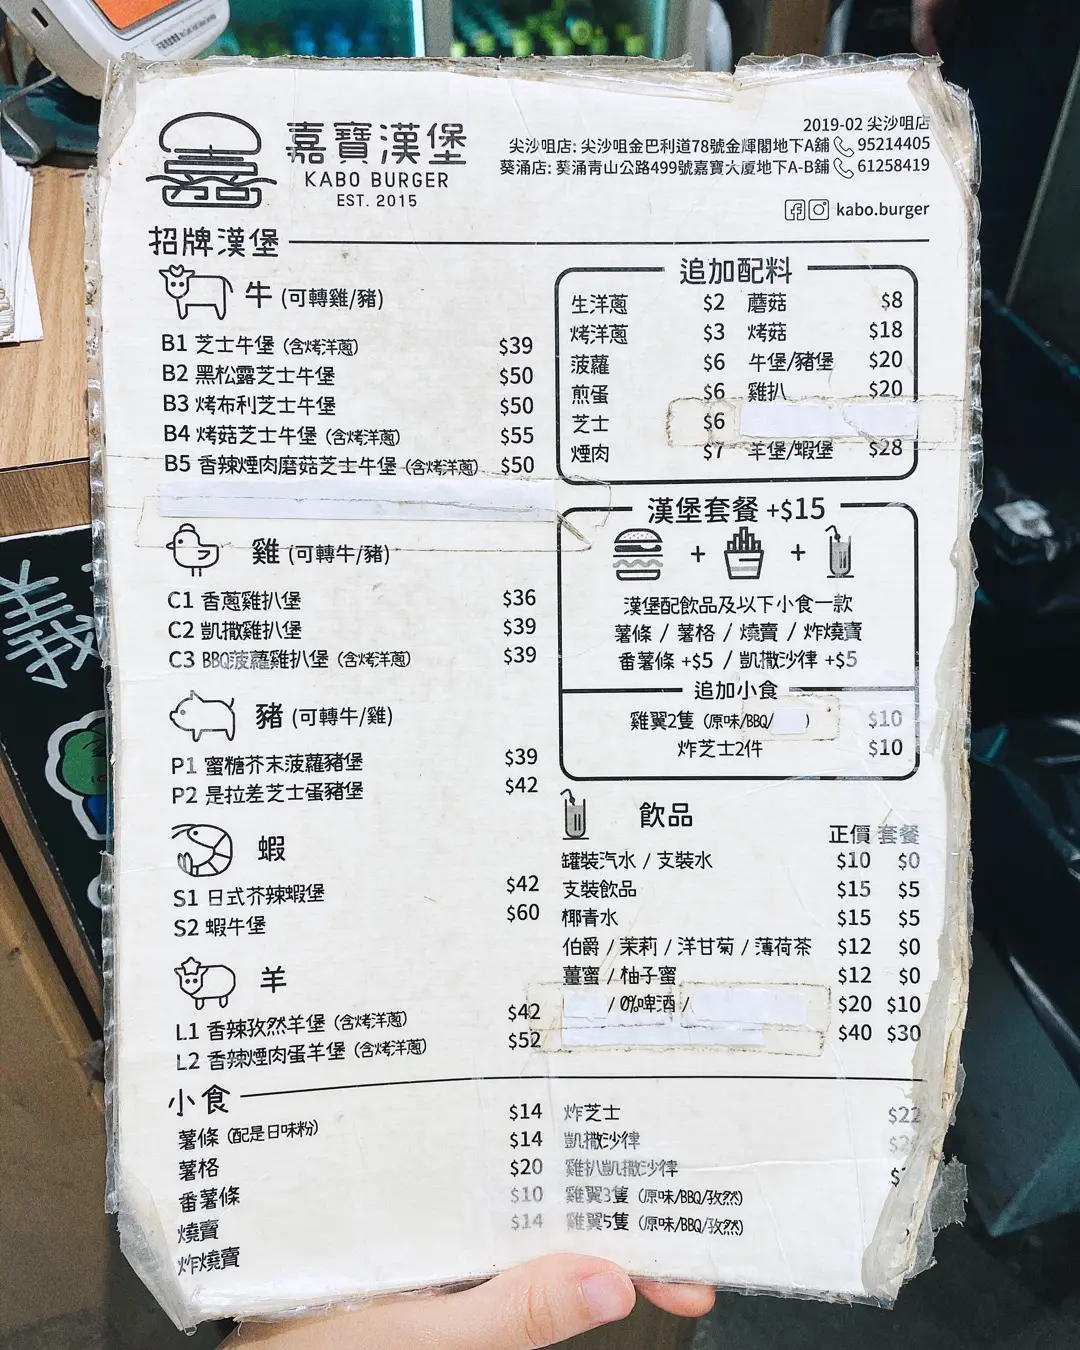 嘉寶漢堡
KABO BURGER
EST. 2015
2019-02 尖沙咀店
尖沙咀店: 尖沙咀金巴利道78號金輝閣地下A舖 95214405
葵涌店: 葵涌青山公路499號嘉寶大廈地下A-B舖 61258419
kabo.burger
招牌漢堡
牛 (可轉雞/豬)
B1 芝士牛堡 (含烤洋蔥) $39
B2 黑松露芝士牛堡 $50
B3 烤布利芝士牛堡 $50
B4 烤菇芝士牛堡 (含烤洋蔥) $55
B5 香辣煙肉蘑菇芝士牛堡 (含烤洋蔥) $50
雞 (可轉牛/豬)
C1 香蔥雞扒堡 $36
C2 凱撒雞扒堡 $39
C3 BBQ菠蘿雞扒堡 (含烤洋蔥) $39
豬 (可轉牛/雞)
P1 蜜糖芥末菠蘿豬堡 $39
P2 是拉差芝士蛋豬堡 $42
蝦
S1 日式芥辣蝦堡 $42
S2 蝦牛堡 $60
羊
L1 香辣孜然羊堡 (含烤洋蔥) $42
L2 香辣煙肉蛋羊堡 (含烤洋蔥) $52
追加配料
生洋蔥 $2 蘑菇 $8
烤洋蔥 $3 烤菇 $18
菠蘿 $6 牛堡/豬堡 $20
煎蛋 $6 雞扒 $20
芝士 $6
煙肉 $7 羊堡/蝦堡 $28
漢堡套餐 +$15
+ +
漢堡配飲品及以下小食一款
薯條 / 薯格 / 燒賣 / 炸燒賣
番薯條 +$5 / 凱撒沙律 +$5
追加小食
雞翼2隻 (原味/BBQ/ ) $10
炸芝士2件 $10
飲品
正價 套餐
罐裝汽水 / 支裝水 $10 $0
支裝飲品 $15 $5
椰青水 $15 $5
伯爵 / 茉莉 / 洋甘菊 / 薄荷茶 $12 $0
薑蜜 / 柚子蜜 $12 $0
/ 0%啤酒 / $20 $10
$40 $30
小食
薯條 (配是日味粉) $14
薯格 $14
番薯條 $20
燒賣 $10
炸燒賣 $14
炸芝士 $22
凱撒沙律
雞扒凱撒沙律
雞翼3隻 (原味/BBQ/孜然)
雞翼5隻 (原味/BBQ/孜然)